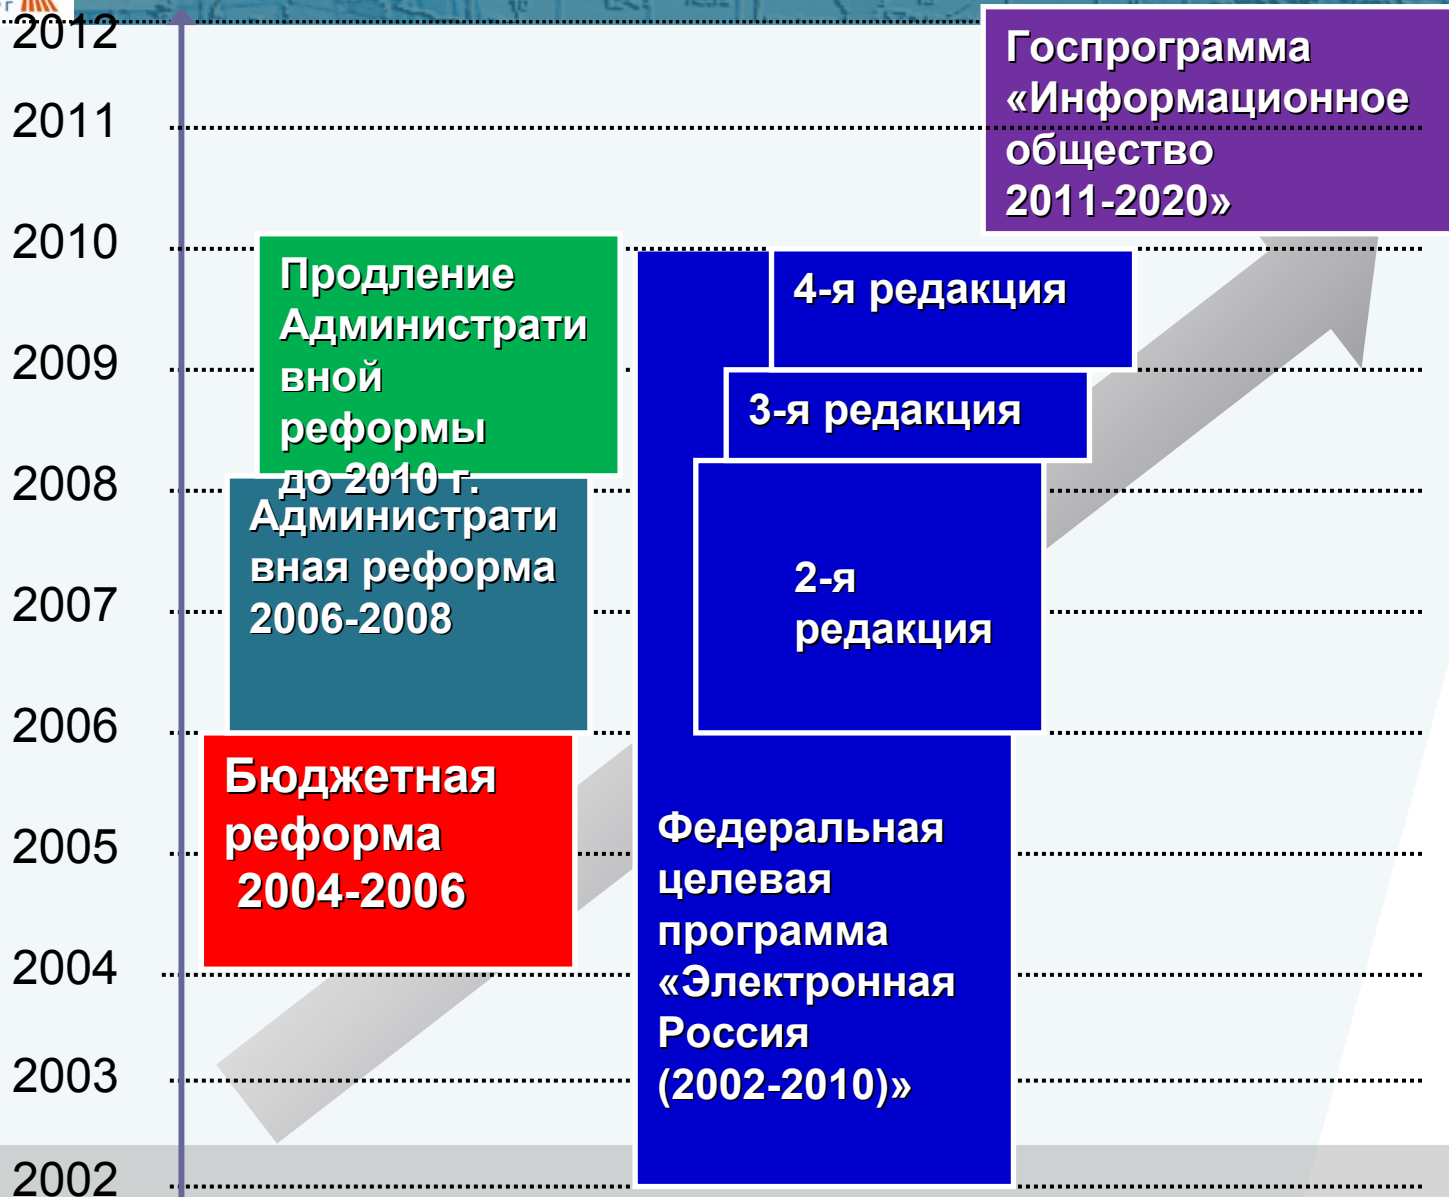 2012
2011
2010
2009
2008
2007
2006
2005
2004
2003
2002
Госпрограмма
«Информационное
общество
2011-2020»
Продление
Администрати
вной
реформы
до 2010 г.
Администрати
вная реформа
2006-2008
Бюджетная
реформа
2004-2006
4-я редакция
3-я редакция
2-я
редакция
Федеральная
целевая
программа
«Электронная
Россия
(2002-2010)»